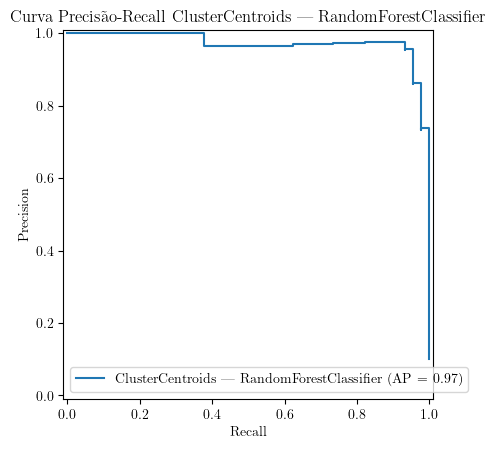 Curva Precisão-Recall ClusterCentroids — RandomForestClassifier
1.0
0.8
0.6
0.4
0.2
0.0
Precision
ClusterCentroids — RandomForestClassifier (AP = 0.97)
0.0 0.2 0.4 0.6 0.8 1.0
Recall